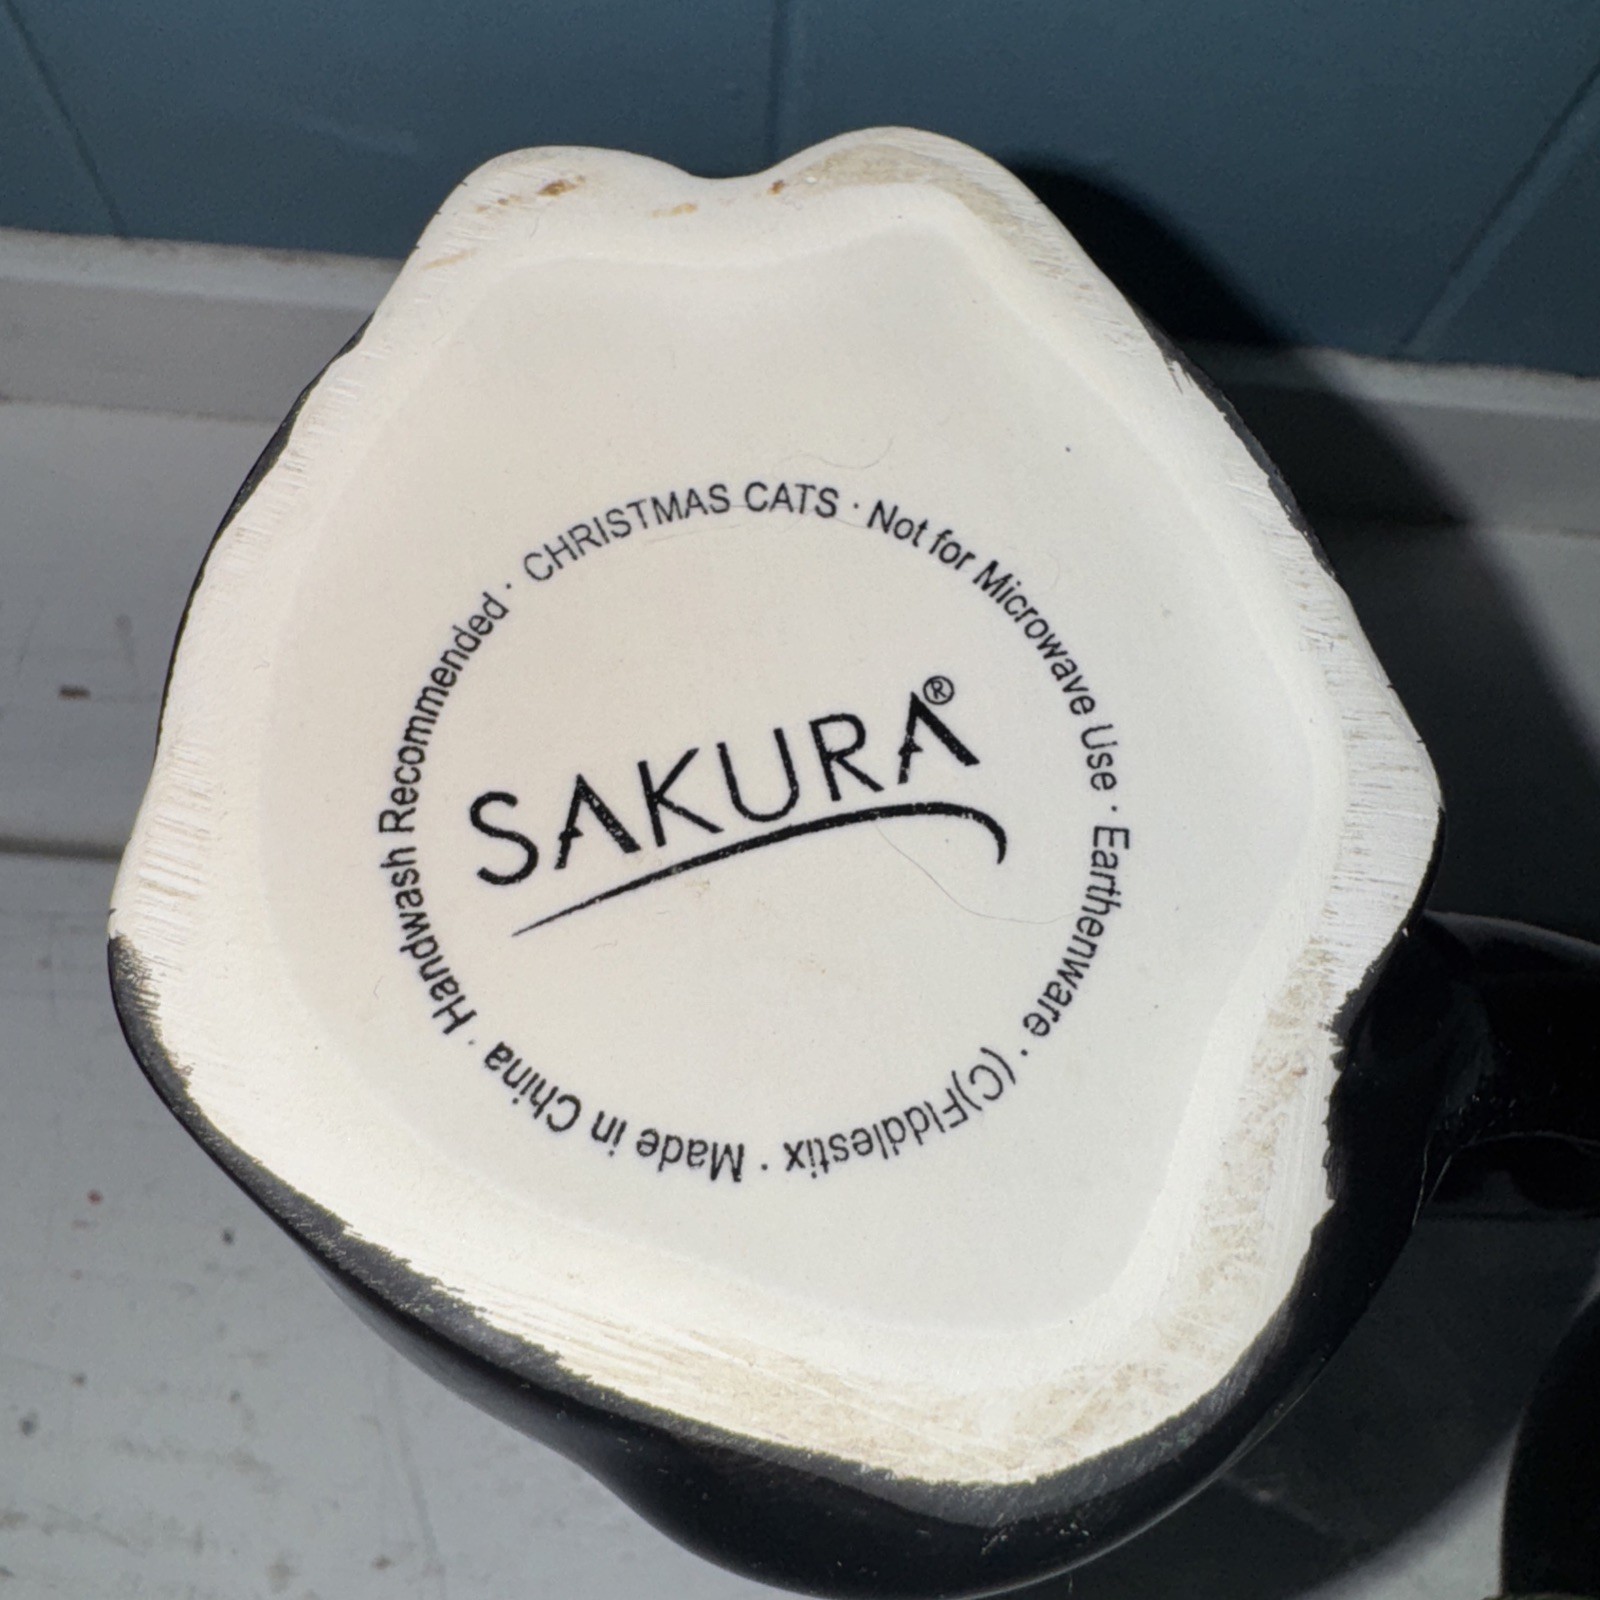 CHRISTMAS CATS · Not for Microwave Use · Earthenware · (C)Fiddlestix · Made in China · Handwash Recommended ·
SAKURA®